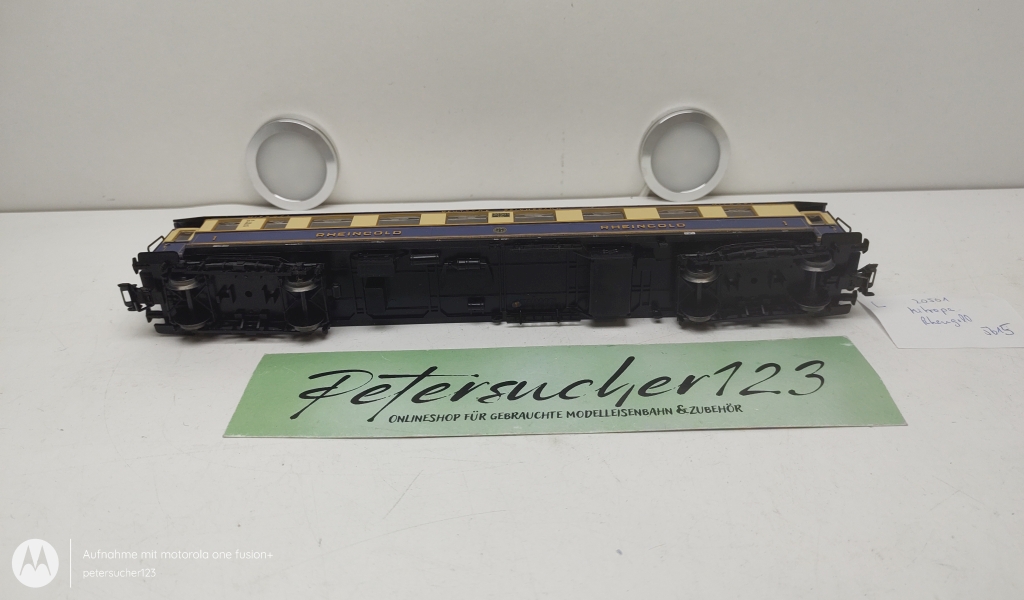 RHEINGOLD
RHEINGOLD
Petersucher123
ONLINESHOP FÜR GEBRAUCHTE MODELLEISENBAHN & ZUBEHÖR
Aufnahme mit motorola one fusion+
petersucher123